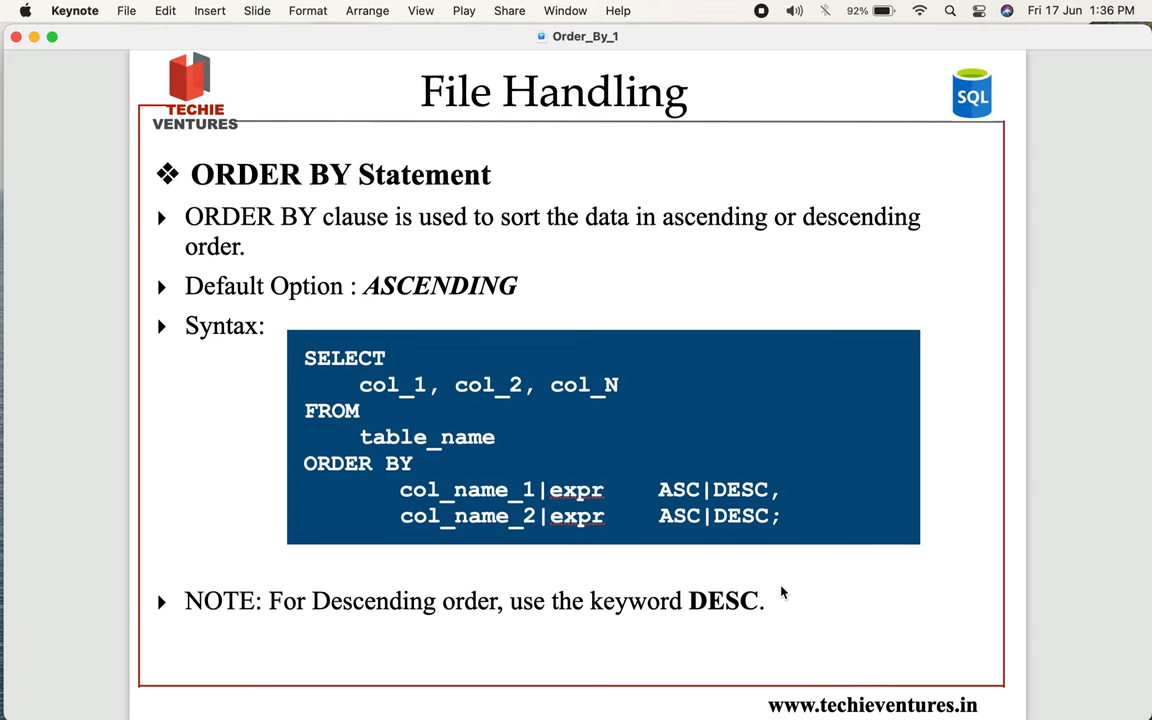 Keynote File Edit Insert Slide Format Arrange View Play Share Window Help 92% Fri 17 Jun 1:36 PM
Order_By_1
TECHIE
VENTURES
File Handling
SQL
❖ ORDER BY Statement
ORDER BY clause is used to sort the data in ascending or descending
order.
Default Option : ASCENDING
Syntax:
SELECT
col_1, col_2, col_N
FROM
table_name
ORDER BY
col_name_1|expr ASC|DESC,
col_name_2|expr ASC|DESC;
NOTE: For Descending order, use the keyword DESC.
www.techieventures.in